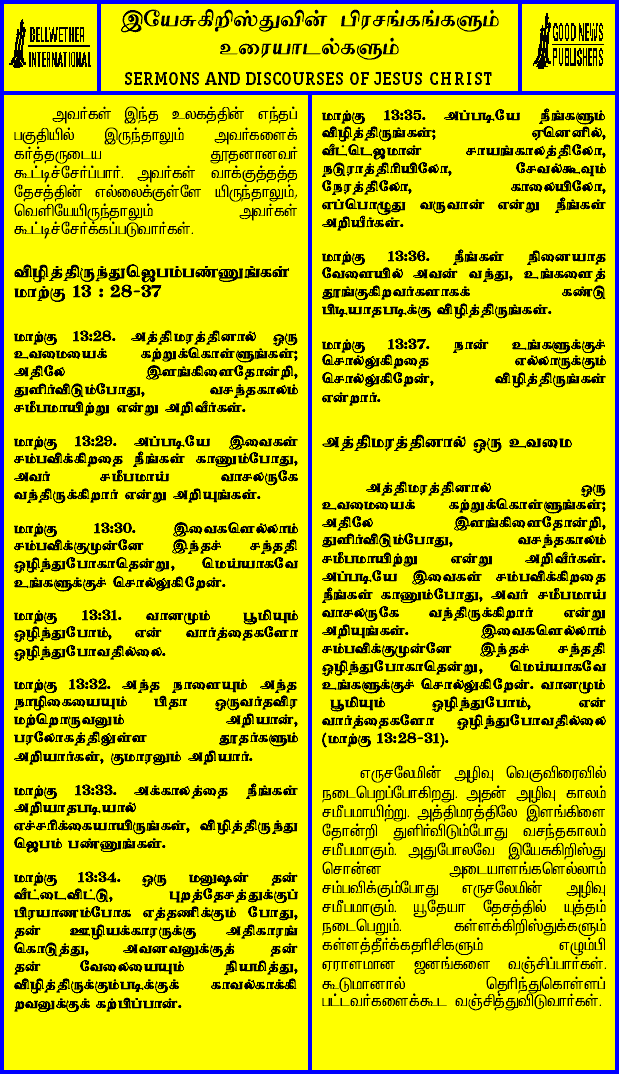 BELLWETHER
INTERNATIONAL
இயேசுகிறிஸ்துவின் பிரசங்கங்களும்
உரையாடல்களும்
SERMONS AND DISCOURSES OF JESUS CHRIST
GOOD NEWS
PUBLISHERS
அவர்கள் இந்த உலகத்தின் எந்தப்
பகுதியில் இருந்தாலும் அவர்களைக்
கர்த்தருடைய தூதனானவர்
கூட்டிச்சேர்ப்பார். அவர்கள் வாக்குத்தத்த
தேசத்தின் எல்லைக்குள்ளே யிருந்தாலும்,
வெளியேயிருந்தாலும் அவர்கள்
கூட்டிச்சேர்க்கப்படுவார்கள்.
விழித்திருந்துஜெபம்பண்ணுங்கள்
மாற்கு 13 : 28-37
மாற்கு 13:28. அத்திமரத்தினால் ஒரு
உவமையைக் கற்றுக்கொள்ளுங்கள்;
அதிலே இளங்கிளைதோன்றி,
துளிர்விடும்போது, வசந்தகாலம்
சமீபமாயிற்று என்று அறிவீர்கள்.
மாற்கு 13:29. அப்படியே இவைகள்
சம்பவிக்கிறதை நீங்கள் காணும்போது,
அவர் சமீபமாய் வாசலருகே
வந்திருக்கிறார் என்று அறியுங்கள்.
மாற்கு 13:30. இவைகளெல்லாம்
சம்பவிக்குமுன்னே இந்தச் சந்ததி
ஒழிந்துபோகாதென்று, மெய்யாகவே
உங்களுக்குச் சொல்லுகிறேன்.
மாற்கு 13:31. வானமும் பூமியும்
ஒழிந்துபோம், என் வார்த்தைகளோ
ஒழிந்துபோவதில்லை.
மாற்கு 13:32. அந்த நாளையும் அந்த
நாழிகையையும் பிதா ஒருவர்தவிர
மற்றொருவனும் அறியான்,
பரலோகத்திலுள்ள தூதர்களும்
அறியார்கள், குமாரனும் அறியார்.
மாற்கு 13:33. அக்காலத்தை நீங்கள்
அறியாதபடியால்
எச்சரிக்கையாயிருங்கள், விழித்திருந்து
ஜெபம் பண்ணுங்கள்.
மாற்கு 13:34. ஒரு மனுஷன் தன்
வீட்டைவிட்டு, புறத்தேசத்துக்குப்
பிரயாணம்போக எத்தணிக்கும் போது,
தன் ஊழியக்காரருக்கு அதிகாரங்
கொடுத்து, அவனவனுக்குத் தன்
தன் வேலையையும் நியமித்து,
விழித்திருக்கும்படிக்குக் காவல்காக்கி
றவனுக்குக் கற்பிப்பான்.
மாற்கு 13:35. அப்படியே நீங்களும்
விழித்திருங்கள்; ஏனெனில்,
வீட்டெஜமான் சாயங்காலத்திலோ,
நடுராத்திரியிலோ, சேவல்கூவும்
நேரத்திலோ, காலையிலோ,
எப்பொழுது வருவான் என்று நீங்கள்
அறியீர்கள்.
மாற்கு 13:36. நீங்கள் நினையாத
வேளையில் அவன் வந்து, உங்களைத்
தூங்குகிறவர்களாகக் கண்டு
பிடியாதபடிக்கு விழித்திருங்கள்.
மாற்கு 13:37. நான் உங்களுக்குச்
சொல்லுகிறதை எல்லாருக்கும்
சொல்லுகிறேன், விழித்திருங்கள்
என்றார்.
அத்திமரத்தினால் ஒரு உவமை
அத்திமரத்தினால் ஒரு
உவமையைக் கற்றுக்கொள்ளுங்கள்;
அதிலே இளங்கிளைதோன்றி,
துளிர்விடும்போது, வசந்தகாலம்
சமீபமாயிற்று என்று அறிவீர்கள்.
அப்படியே இவைகள் சம்பவிக்கிறதை
நீங்கள் காணும்போது, அவர் சமீபமாய்
வாசலருகே வந்திருக்கிறார் என்று
அறியுங்கள். இவைகளெல்லாம்
சம்பவிக்குமுன்னே இந்தச் சந்ததி
ஒழிந்துபோகாதென்று, மெய்யாகவே
உங்களுக்குச் சொல்லுகிறேன். வானமும்
பூமியும் ஒழிந்துபோம், என்
வார்த்தைகளோ ஒழிந்துபோவதில்லை
(மாற்கு 13:28-31).
எருசலேமின் அழிவு வெகுவிரைவில்
நடைபெறப்போகிறது. அதன் அழிவு காலம்
சமீபமாயிற்று. அத்திமரத்திலே இளங்கிளை
தோன்றி துளிர்விடும்போது வசந்தகாலம்
சமீபமாகும். அதுபோலவே இயேசுகிறிஸ்து
சொன்ன அடையாளங்களெல்லாம்
சம்பவிக்கும்போது எருசலேமின் அழிவு
சமீபமாகும். யூதேயா தேசத்தில் யுத்தம்
நடைபெறும். கள்ளக்கிறிஸ்துக்களும்
கள்ளத்தீர்க்கதரிசிகளும் எழும்பி
ஏராளமான ஜனங்களை வஞ்சிப்பார்கள்.
கூடுமானால் தெரிந்துகொள்ளப்
பட்டவர்களைக்கூட வஞ்சித்துவிடுவார்கள்.